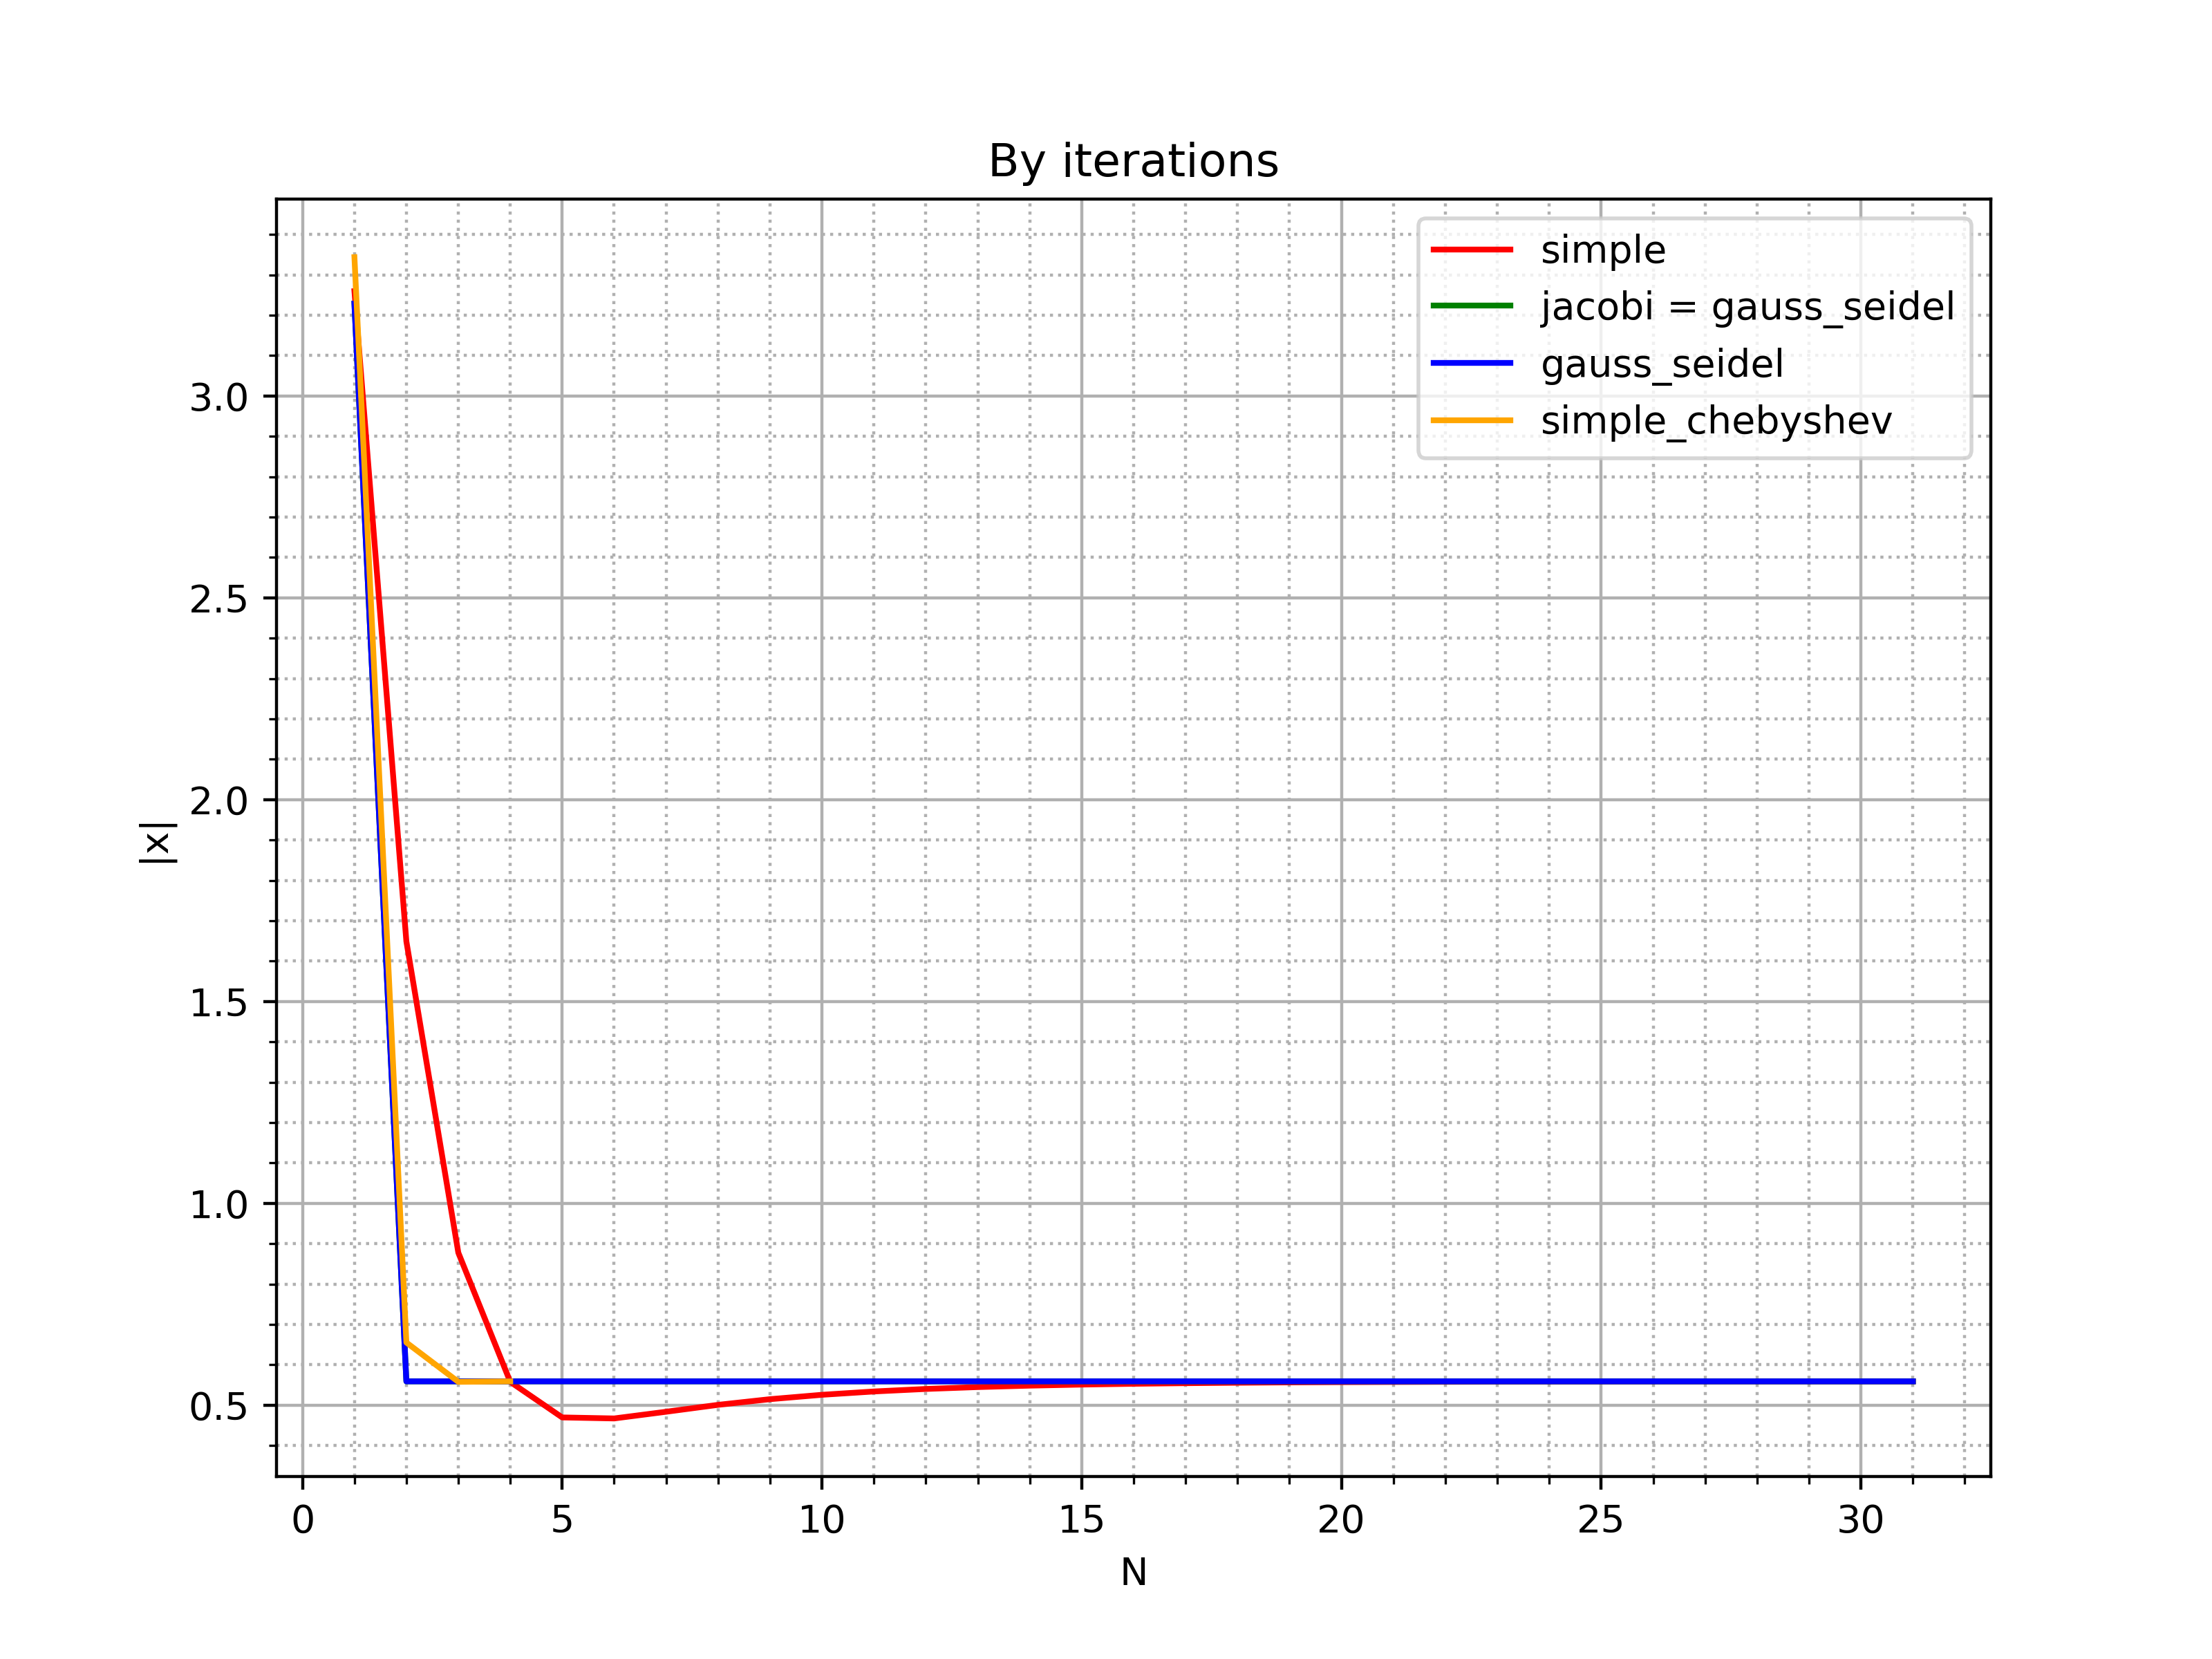 By iterations
simple
jacobi = gauss_seidel
gauss_seidel
simple_chebyshev
3.0
2.5
2.0
1.5
1.0
0.5
|x|
0 5 10 15 20 25 30
N